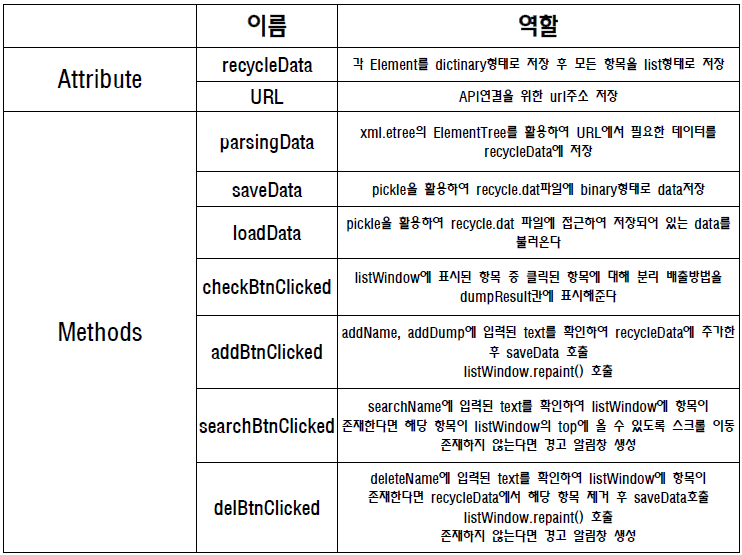 이름 역할
Attribute
recycleData
각 Element를 dictinary형태로 저장 후 모든 항목을 list형태로 저장
URL
API연결을 위한 url주소 저장
Methods
parsingData
xml.etree의 ElementTree를 활용하여 URL에서 필요한 데이터를
recycleData에 저장
saveData
pickle을 활용하여 recycle.dat파일에 binary형태로 data저장
loadData
pickle을 활용하여 recycle.dat 파일에 접근하여 저장되어 있는 data를
불러온다
checkBtnClicked
listWindow에 표시된 항목 중 클릭된 항목에 대해 분리 배출방법을
dumpResult칸에 표시해준다
addBtnClicked
addName, addDump에 입력된 text를 확인하여 recycleData에 추가한
후 saveData 호출
listWindow.repaint() 호출
searchBtnClicked
searchName에 입력된 text를 확인하여 listWindow에 항목이
존재한다면 해당 항목이 listWindow의 top에 올 수 있도록 스크롤 이동
존재하지 않는다면 경고 알림창 생성
delBtnClicked
deleteName에 입력된 text를 확인하여 listWindow에 항목이
존재한다면 recycleData에서 해당 항목 제거 후 saveData호출
listWindow.repaint() 호출
존재하지 않는다면 경고 알림창 생성